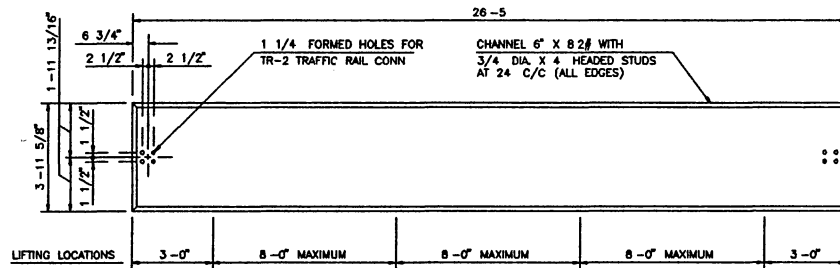 26-5
6 3/4"
2 1/2" 2 1/2"
1-11 13/16"
3-11 5/8"
1 1/2"
1 1/2"
1 1/4 FORMED HOLES FOR
TR-2 TRAFFIC RAIL CONN
CHANNEL 6" X 8 2# WITH
3/4 DIA. X 4 HEADED STUDS
AT 24 C/C (ALL EDGES)
LIFTING LOCATIONS 3-0" 8-0" MAXIMUM 8-0" MAXIMUM 8-0" MAXIMUM 3-0"